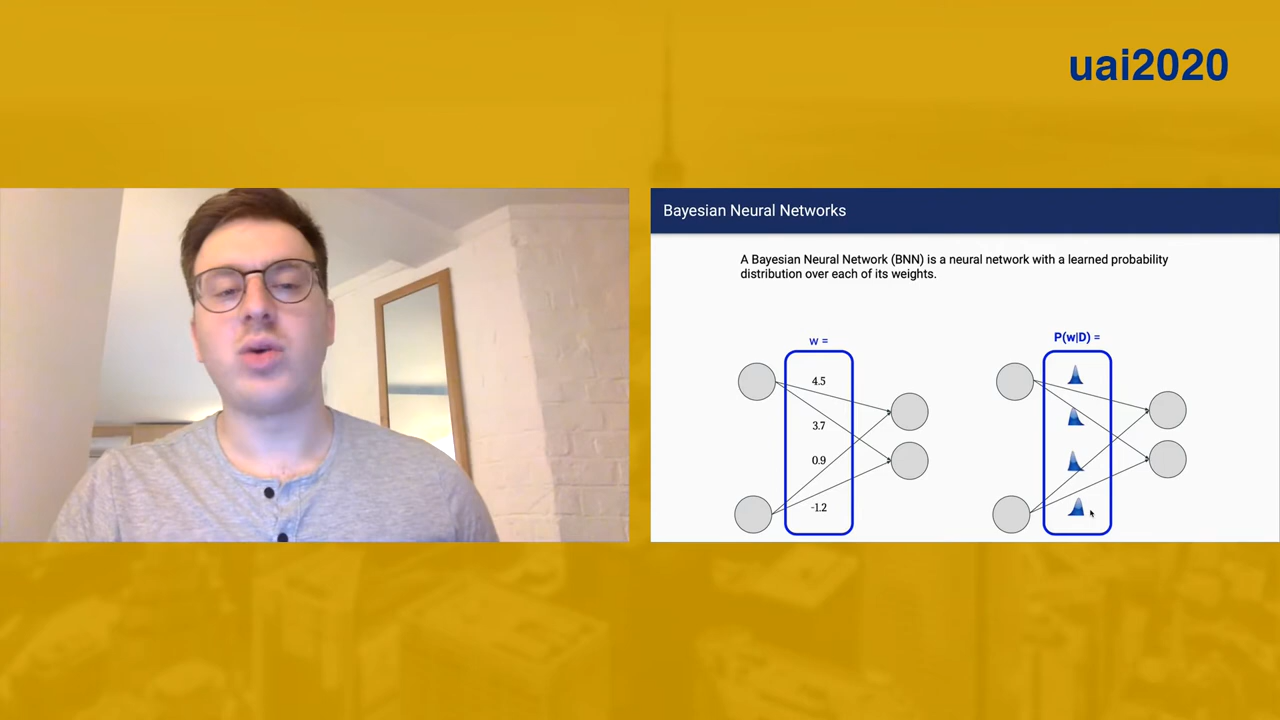 uai2020
Bayesian Neural Networks
A Bayesian Neural Network (BNN) is a neural network with a learned probability
distribution over each of its weights.
w =
4.5
3.7
0.9
-1.2
P(w|D) =